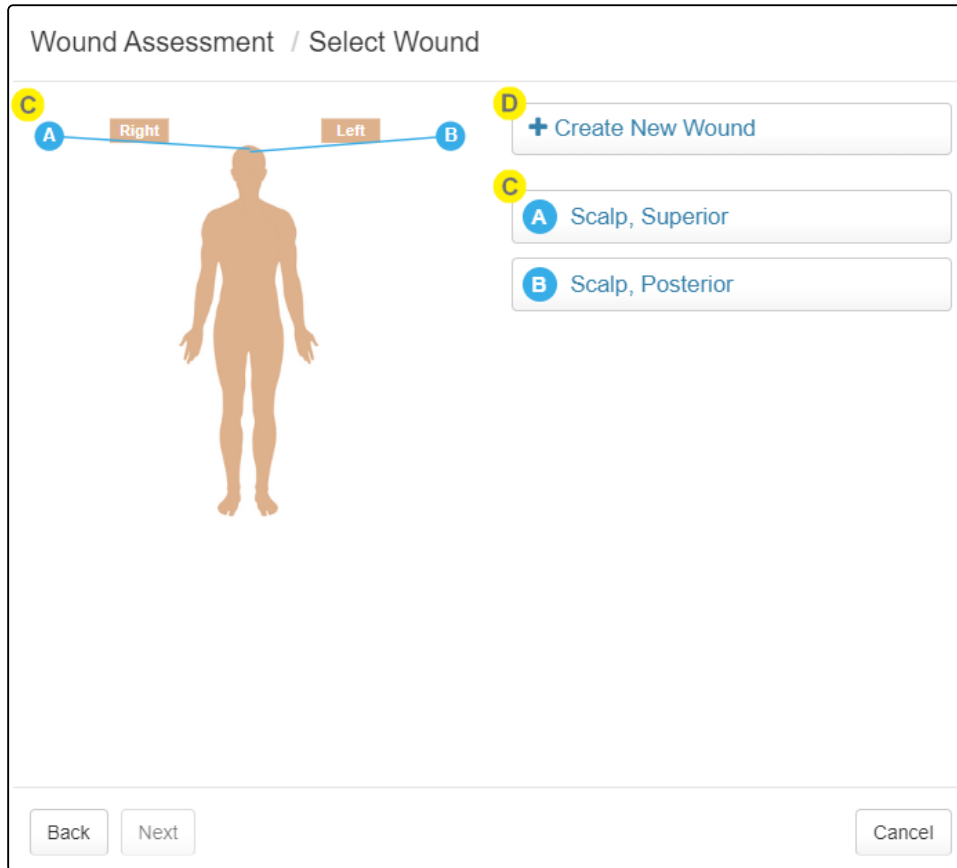 Wound Assessment / Select Wound
C
A Right Left B
D
+ Create New Wound
C
A Scalp, Superior
B Scalp, Posterior
Back Next Cancel